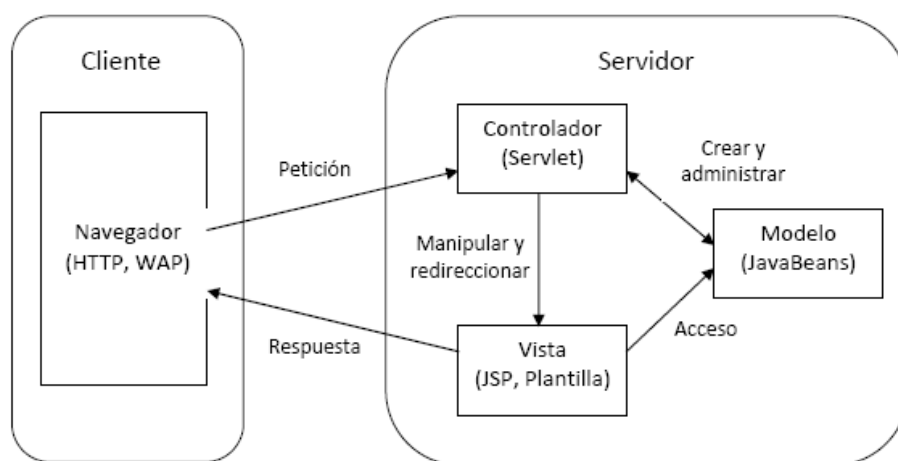 Cliente
Servidor
Controlador
(Servlet)
Crear y
administrar
Petición
Navegador
(HTTP, WAP)
Manipular y
redireccionar
Modelo
(JavaBeans)
Respuesta
Vista
(JSP, Plantilla)
Acceso